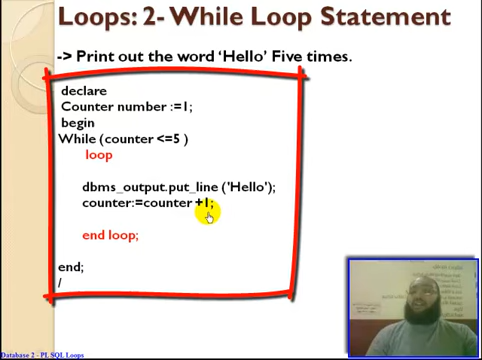 Loops: 2- While Loop Statement
-> Print out the word ‘Hello’ Five times.
declare
Counter number :=1;
begin
While (counter <=5 )
loop
dbms_output.put_line ('Hello');
counter:=counter +1;
end loop;
end;
/
Database 2 - PL SQL Loops